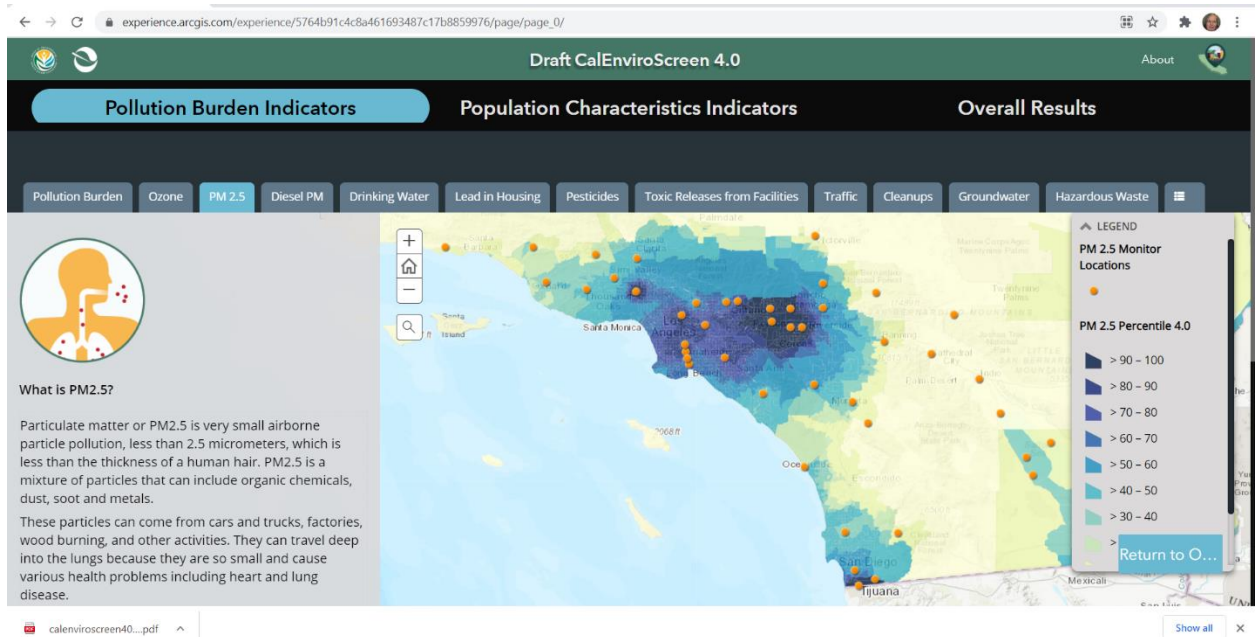 experience.arcgis.com/experience/5764b91c4c8a461693487c17b8859976/page/page_0/
Draft CalEnviroScreen 4.0
About
Pollution Burden Indicators
Population Characteristics Indicators
Overall Results
Pollution Burden
Ozone
PM 2.5
Diesel PM
Drinking Water
Lead in Housing
Pesticides
Toxic Releases from Facilities
Traffic
Cleanups
Groundwater
Hazardous Waste
What is PM2.5?
Particulate matter or PM2.5 is very small airborne
particle pollution, less than 2.5 micrometers, which is
less than the thickness of a human hair. PM2.5 is a
mixture of particles that can include organic chemicals,
dust, soot and metals.
These particles can come from cars and trucks, factories,
wood burning, and other activities. They can travel deep
into the lungs because they are so small and cause
various health problems including heart and lung
disease.
Palmdale
Santa Monica
Long Beach
Palm Desert
Escondido
San Diego
Tijuana
Mexicali
LEGEND
PM 2.5 Monitor
Locations
PM 2.5 Percentile 4.0
> 90 – 100
> 80 – 90
> 70 – 80
> 60 – 70
> 50 – 60
> 40 – 50
> 30 – 40
>
Return to O...
calenviroscreen40....pdf
Show all